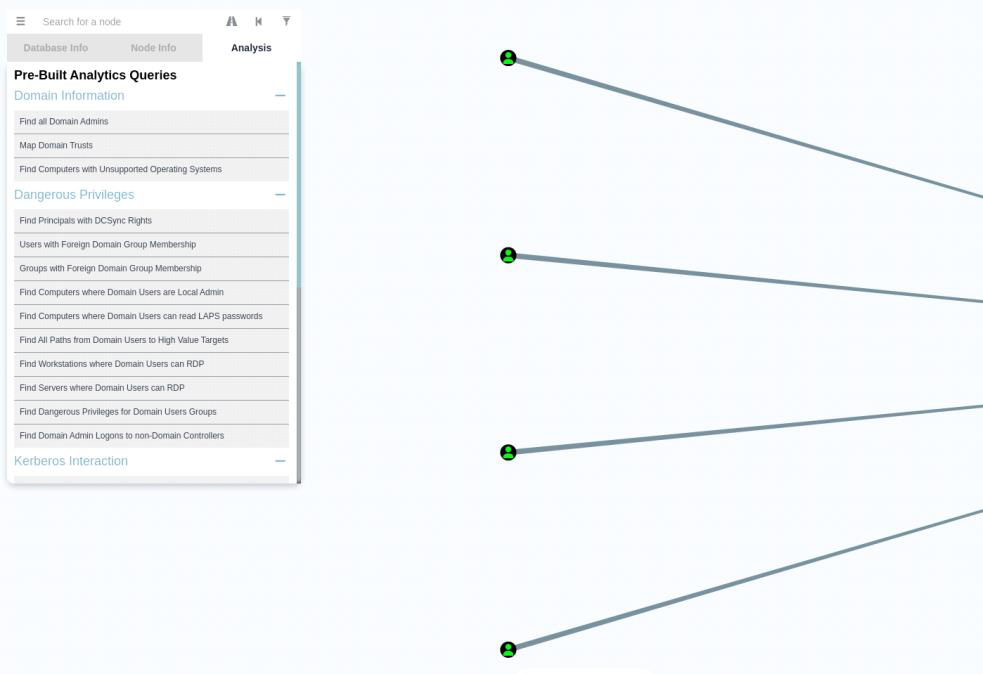 Search for a node
Database Info
Node Info
Analysis
Pre-Built Analytics Queries
Domain Information
Find all Domain Admins
Map Domain Trusts
Find Computers with Unsupported Operating Systems
Dangerous Privileges
Find Principals with DCSync Rights
Users with Foreign Domain Group Membership
Groups with Foreign Domain Group Membership
Find Computers where Domain Users are Local Admin
Find Computers where Domain Users can read LAPS passwords
Find All Paths from Domain Users to High Value Targets
Find Workstations where Domain Users can RDP
Find Servers where Domain Users can RDP
Find Dangerous Privileges for Domain Users Groups
Find Domain Admin Logons to non-Domain Controllers
Kerberos Interaction